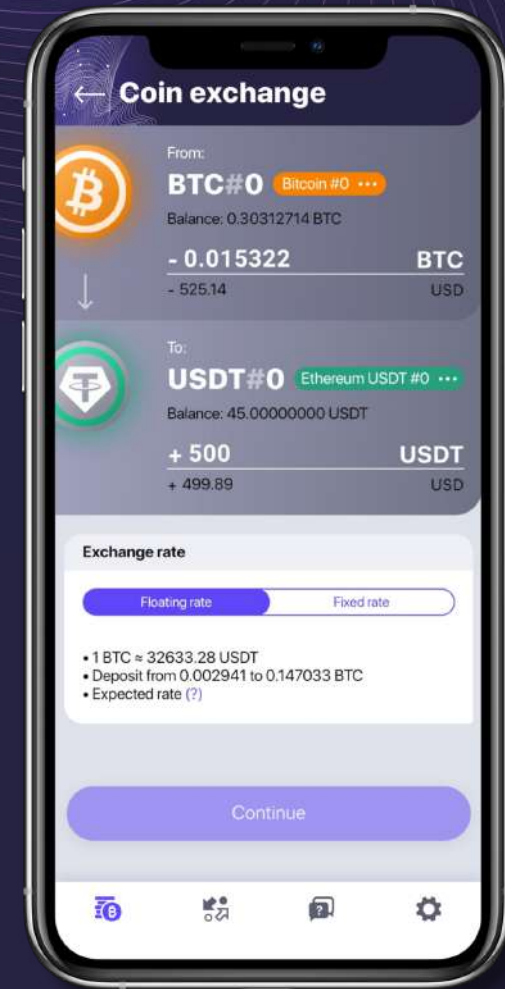 Coin exchange
From:
BTC#0 Bitcoin #0 •••
Balance: 0.30312714 BTC
- 0.015322 BTC
- 525.14 USD
To:
USDT#0 Ethereum USDT #0 •••
Balance: 45.00000000 USDT
+ 500 USDT
+ 499.89 USD
Exchange rate
Floating rate Fixed rate
• 1 BTC ≈ 32633.28 USDT
• Deposit from 0.002941 to 0.147033 BTC
• Expected rate (?)
Continue